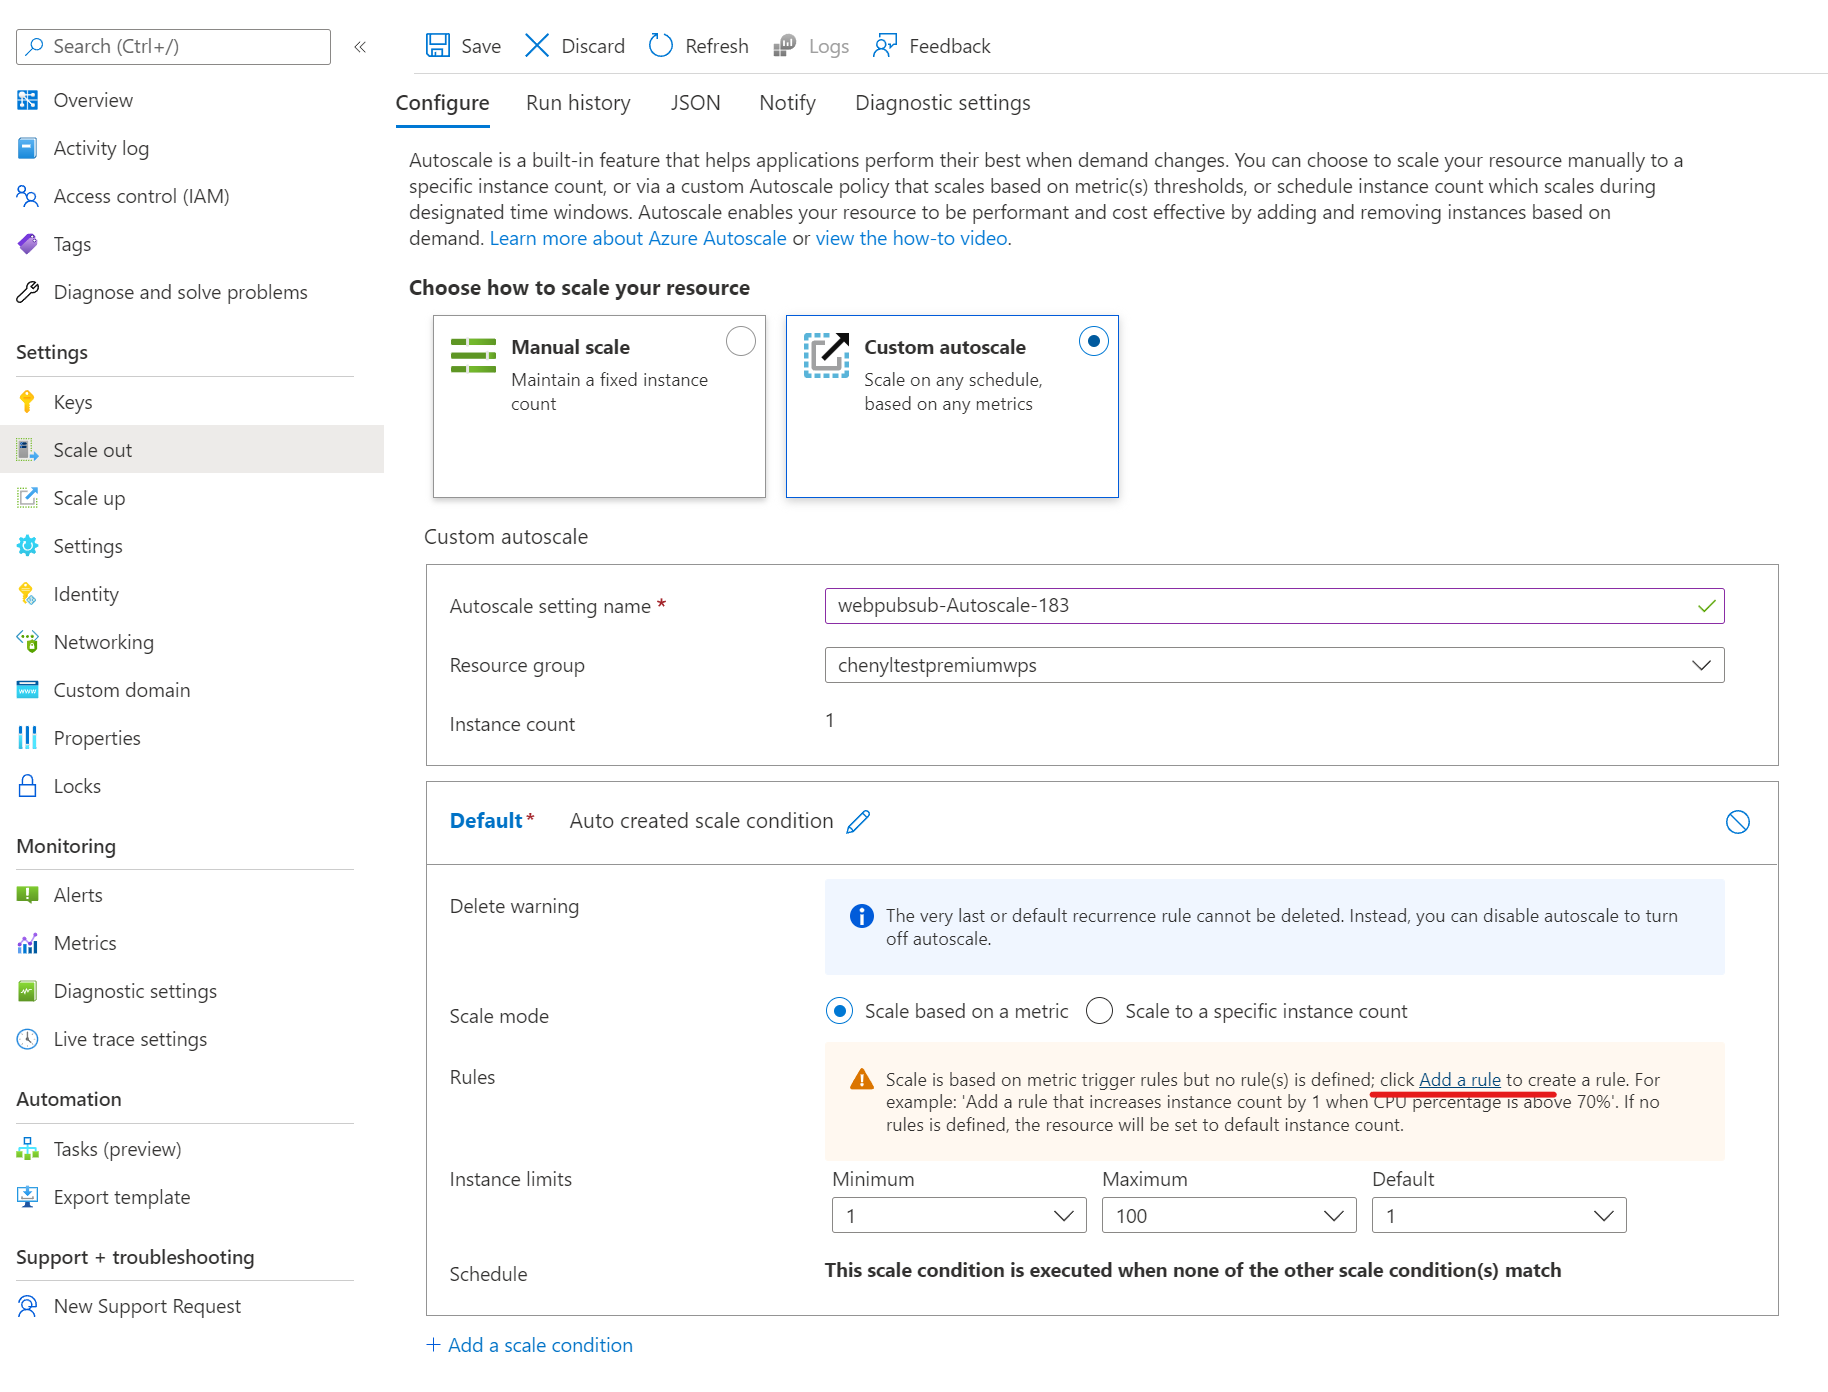 Search (Ctrl+/)
«
Overview
Activity log
Access control (IAM)
Tags
Diagnose and solve problems
Settings
Keys
Scale out
Scale up
Settings
Identity
Networking
Custom domain
Properties
Locks
Monitoring
Alerts
Metrics
Diagnostic settings
Live trace settings
Automation
Tasks (preview)
Export template
Support + troubleshooting
New Support Request
Save Discard Refresh Logs Feedback
Configure Run history JSON Notify Diagnostic settings
Autoscale is a built-in feature that helps applications perform their best when demand changes. You can choose to scale your resource manually to a
specific instance count, or via a custom Autoscale policy that scales based on metric(s) thresholds, or schedule instance count which scales during
designated time windows. Autoscale enables your resource to be performant and cost effective by adding and removing instances based on
demand. Learn more about Azure Autoscale or view the how-to video.
Choose how to scale your resource
Manual scale
Maintain a fixed instance
count
Custom autoscale
Scale on any schedule,
based on any metrics
Custom autoscale
Autoscale setting name * webpubsub-Autoscale-183
Resource group chenyltestpremiumwps
Instance count 1
Default* Auto created scale condition
Delete warning
The very last or default recurrence rule cannot be deleted. Instead, you can disable autoscale to turn
off autoscale.
Scale mode Scale based on a metric Scale to a specific instance count
Rules
Scale is based on metric trigger rules but no rule(s) is defined; click Add a rule to create a rule. For
example: 'Add a rule that increases instance count by 1 when CPU percentage is above 70%'. If no
rules is defined, the resource will be set to default instance count.
Instance limits Minimum Maximum Default
1 100 1
Schedule This scale condition is executed when none of the other scale condition(s) match
+ Add a scale condition